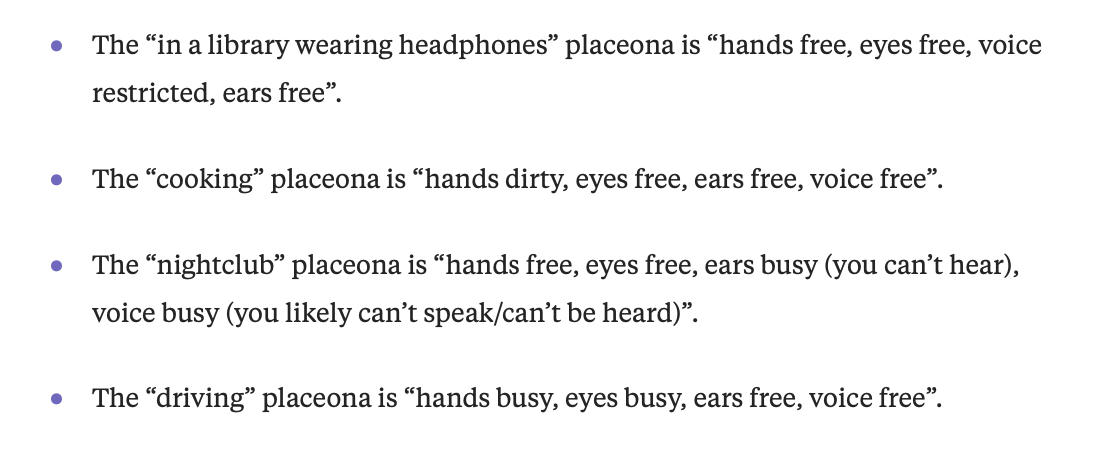 The “in a library wearing headphones” placeona is “hands free, eyes free, voice
restricted, ears free”.
The “cooking” placeona is “hands dirty, eyes free, ears free, voice free”.
The “nightclub” placeona is “hands free, eyes free, ears busy (you can’t hear),
voice busy (you likely can’t speak/can’t be heard)”.
The “driving” placeona is “hands busy, eyes busy, ears free, voice free”.